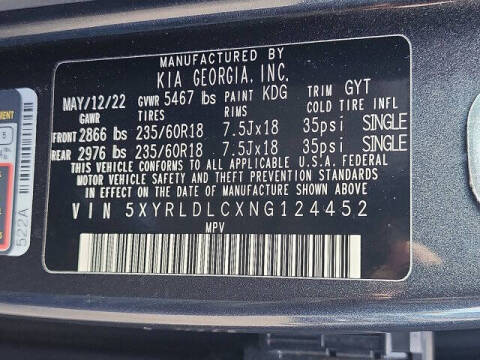 MANUFACTURED BY
KIA GEORGIA, INC.
MAY/12/22 GVWR 5467 lbs PAINT KDG TRIM GYT
TIRES RIMS COLD TIRE INFL
FRONT 2866 lbs 235/60R18 7.5Jx18 35psi SINGLE
REAR 2976 lbs 235/60R18 7.5Jx18 35psi SINGLE
THIS VEHICLE CONFORMS TO ALL APPLICABLE U.S.A. FEDERAL
MOTOR VEHICLE SAFETY AND THEFT PREVENTION STANDARDS
IN EFFECT ON THE DATE OF MANUFACTURE SHOWN ABOVE.
VIN 5XYRLDLCXNG124452
MPV
522A